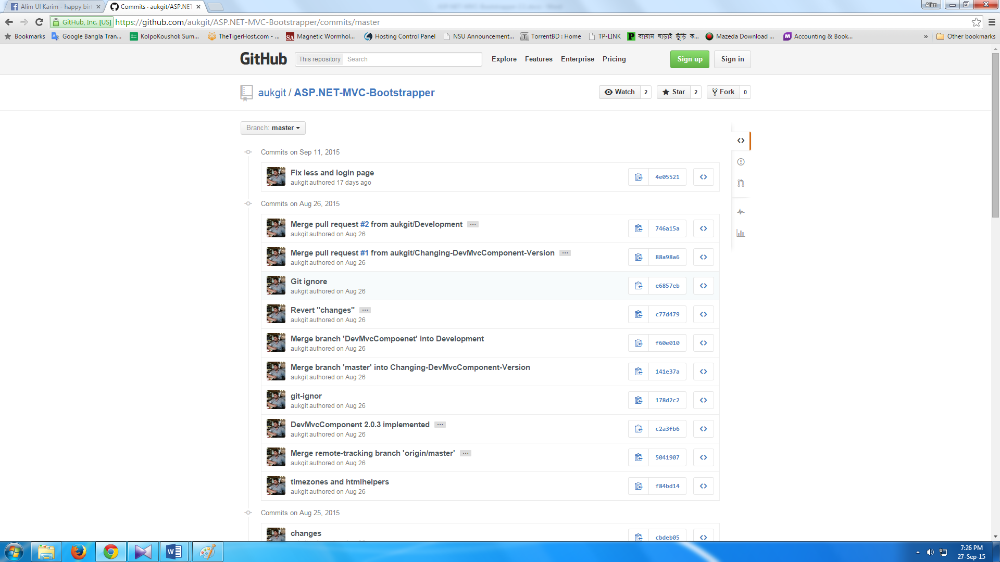 Alim Ul Karim - happy birt
Commits · aukgit/ASP.NET
Alim
GitHub, Inc. [US] https://github.com/aukgit/ASP.NET-MVC-Bootstrapper/commits/master
Bookmarks Google Bangla Tran... KolpoKoushol: Sum... TheTigerHost.com - ... Magnetic Wormhol... Hosting Control Panel NSU Announcement... TorrentBD : Home TP-LINK ব্যায়াম ছাড়াই ভুঁড়ি ক... Mazeda Download ... Accounting & Book... » Other bookmarks
GitHub This repository Search Explore Features Enterprise Pricing Sign up Sign in
aukgit / ASP.NET-MVC-Bootstrapper Watch 2 Star 2 Fork 0
Branch: master
Commits on Sep 11, 2015
Fix less and login page
aukgit authored 17 days ago
4e05521
Commits on Aug 26, 2015
Merge pull request #2 from aukgit/Development ...
aukgit authored on Aug 26
746a15a
Merge pull request #1 from aukgit/Changing-DevMvcComponent-Version ...
aukgit authored on Aug 26
88a98a6
Git ignore
aukgit authored on Aug 26
e6857eb
Revert "changes" ...
aukgit authored on Aug 26
c77d479
Merge branch 'DevMvcCompoenet' into Development
aukgit authored on Aug 26
f60e010
Merge branch 'master' into Changing-DevMvcComponent-Version
aukgit authored on Aug 26
141e37a
git-ignor
aukgit authored on Aug 26
178d2c2
DevMvcComponent 2.0.3 implemented ...
aukgit authored on Aug 26
c2a3fb6
Merge remote-tracking branch 'origin/master' ...
aukgit authored on Aug 26
5041907
timezones and htmlhelpers
aukgit authored on Aug 26
f84bd14
Commits on Aug 25, 2015
changes
cbdeb05
7:26 PM
27-Sep-15